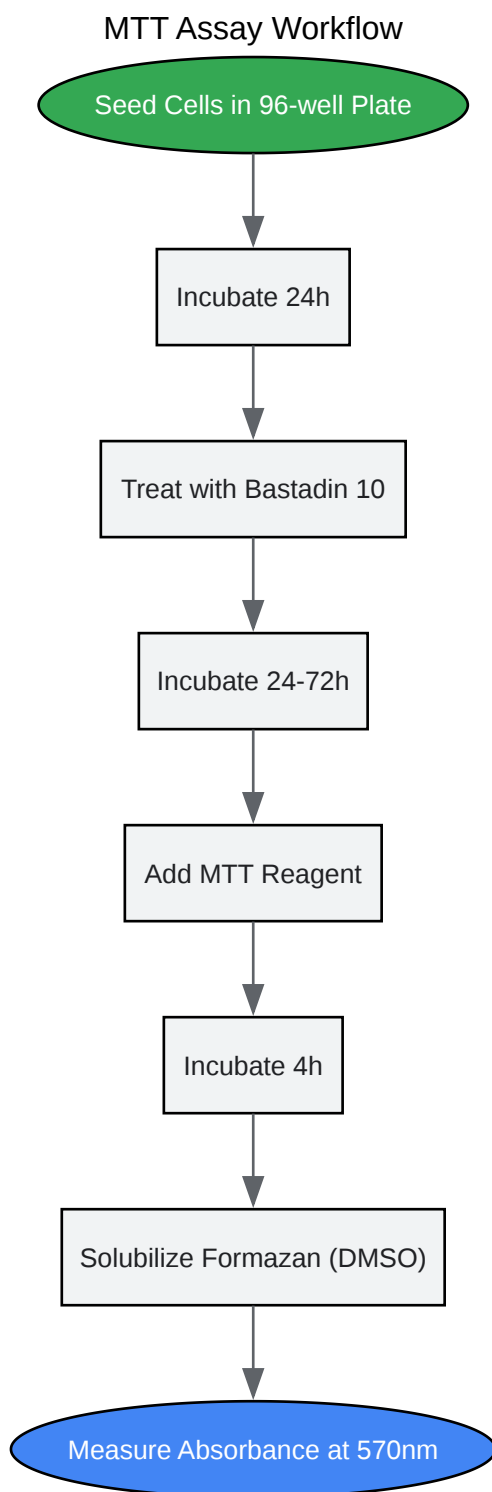 MTT Assay Workflow
Seed Cells in 96-well Plate
Incubate 24h
Treat with Bastadin 10
Incubate 24-72h
Add MTT Reagent
Incubate 4h
Solubilize Formazan (DMSO)
Measure Absorbance at 570nm